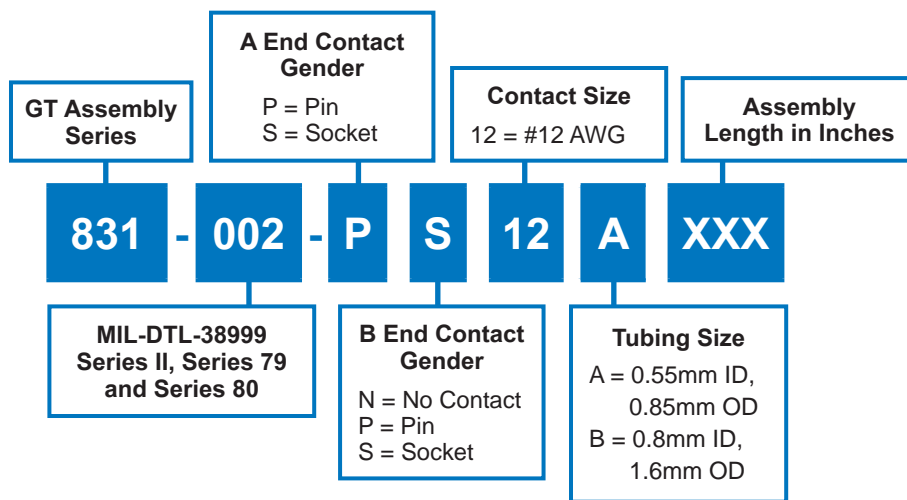 A End Contact
Gender
P = Pin
S = Socket
GT Assembly
Series
Contact Size
12 = #12 AWG
Assembly
Length in Inches
831 - 002 - P S 12 A XXX
MIL-DTL-38999
Series II, Series 79
and Series 80
B End Contact
Gender
N = No Contact
P = Pin
S = Socket
Tubing Size
A = 0.55mm ID,
0.85mm OD
B = 0.8mm ID,
1.6mm OD